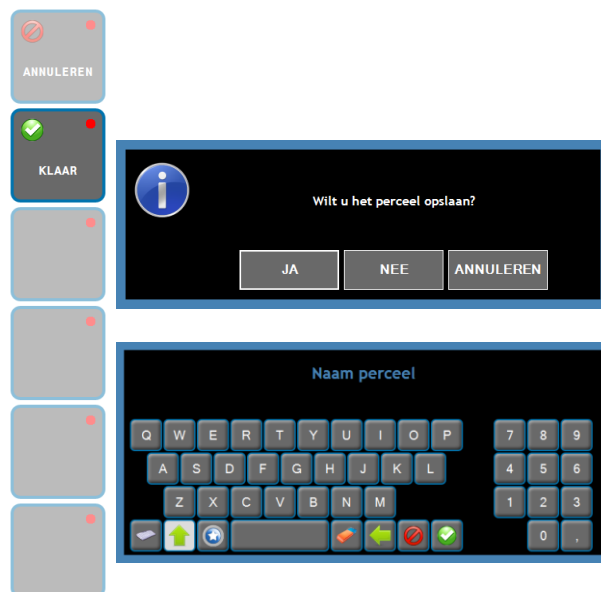 ANNULEREN
KLAAR
Wilt u het perceel opslaan?
JA NEE ANNULEREN
Naam perceel
Q W E R T Y U I O P 7 8 9
A S D F G H J K L 4 5 6
Z X C V B N M 1 2 3
0 ,